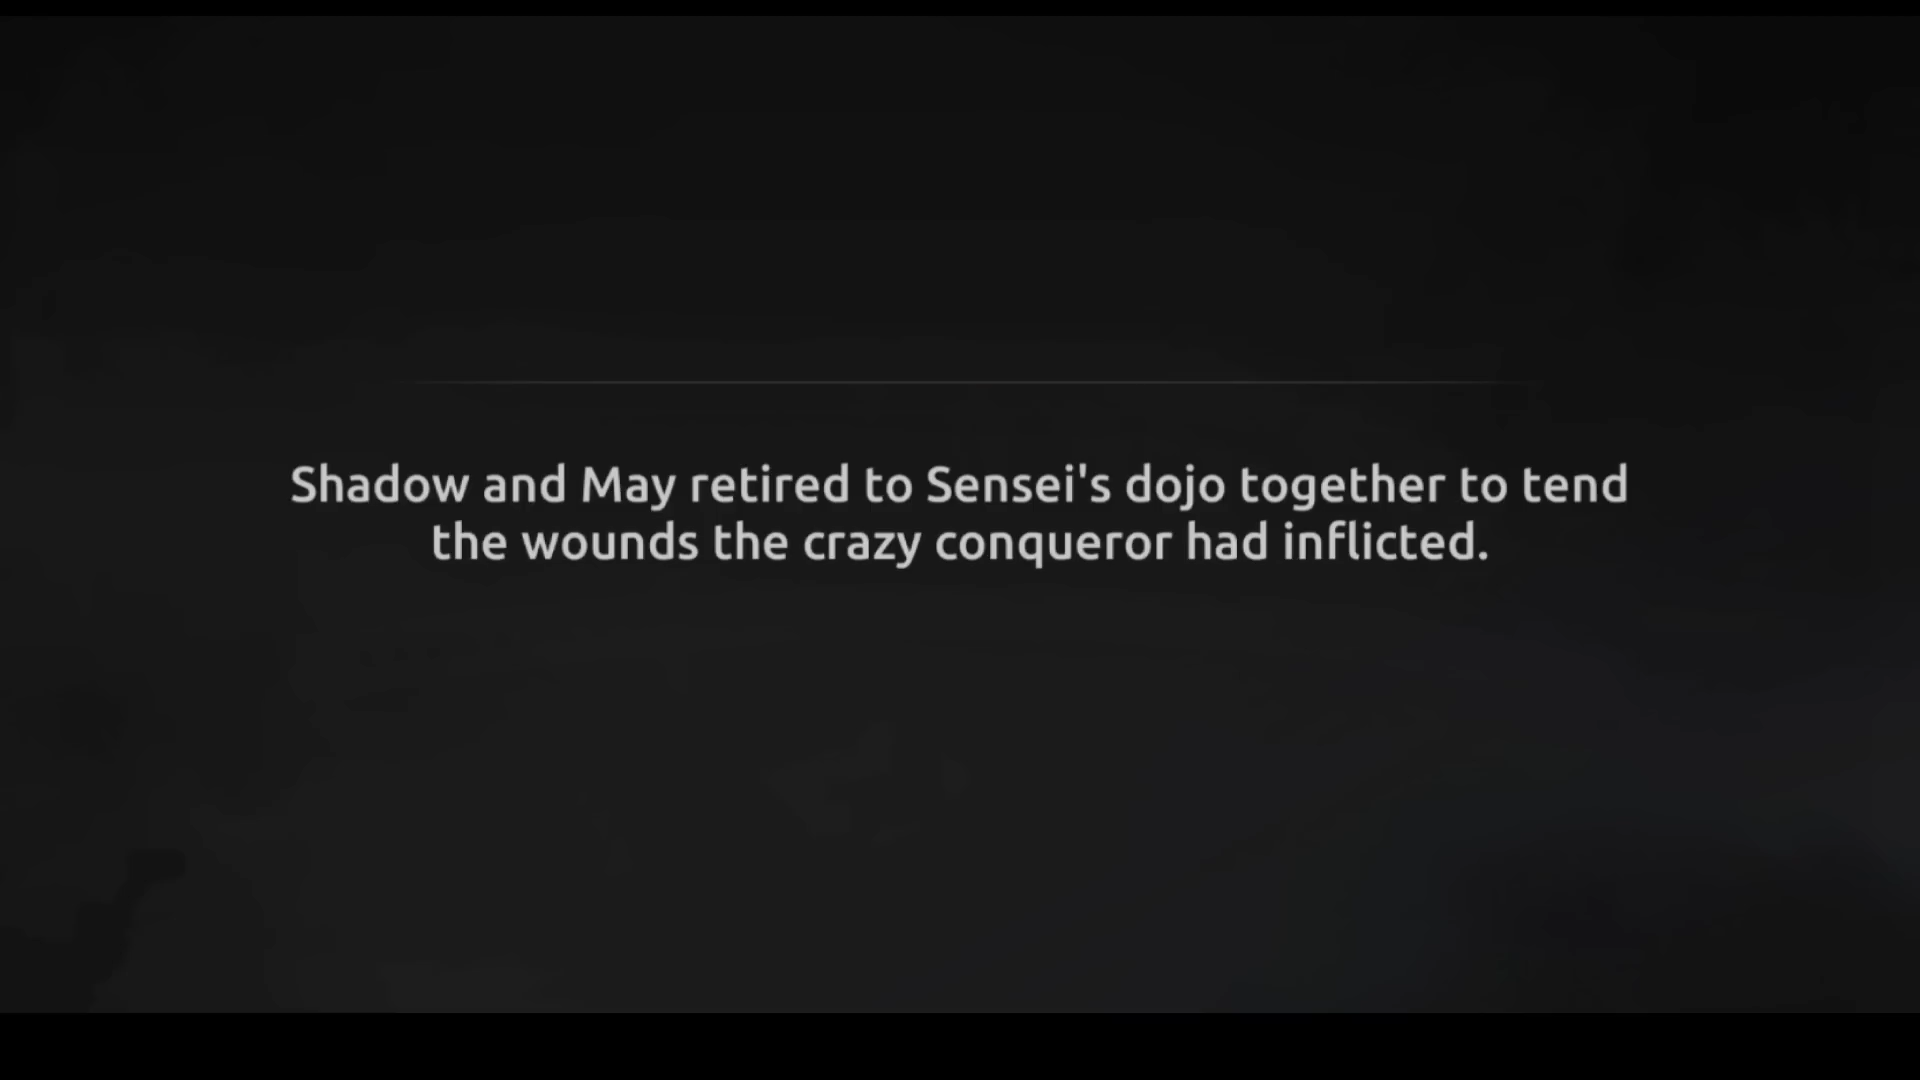 Shadow and May retired to Sensei's dojo together to tend
the wounds the crazy conqueror had inflicted.